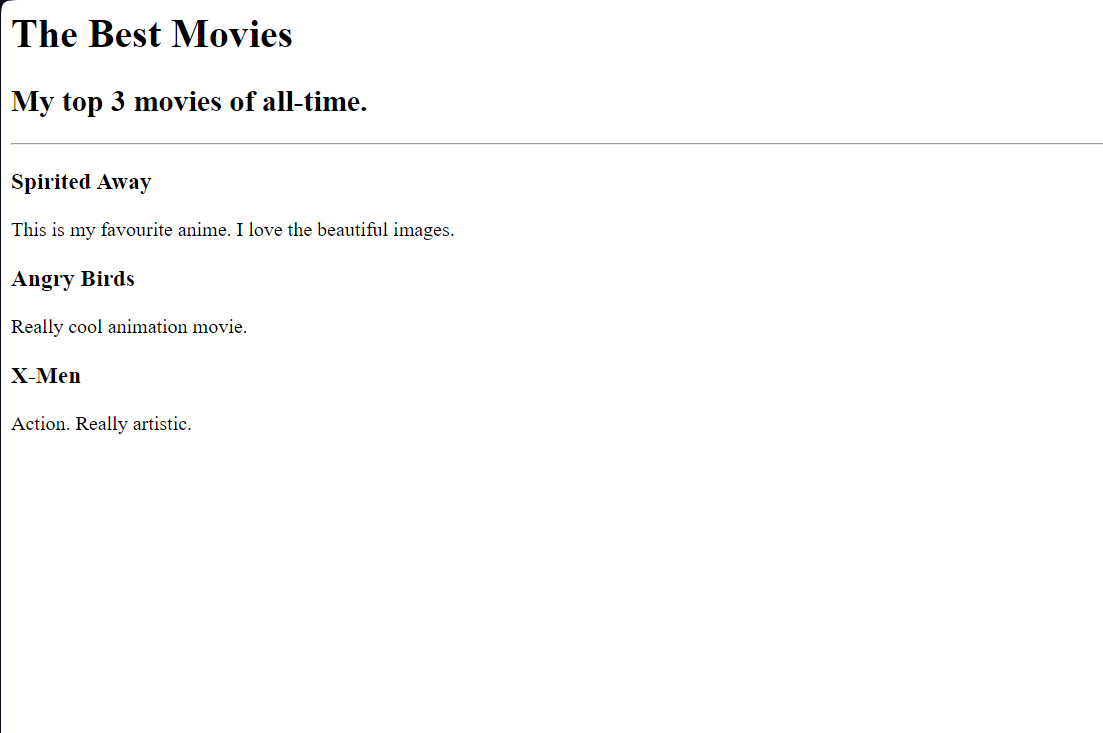 The Best Movies
My top 3 movies of all-time.
Spirited Away
This is my favourite anime. I love the beautiful images.
Angry Birds
Really cool animation movie.
X-Men
Action. Really artistic.